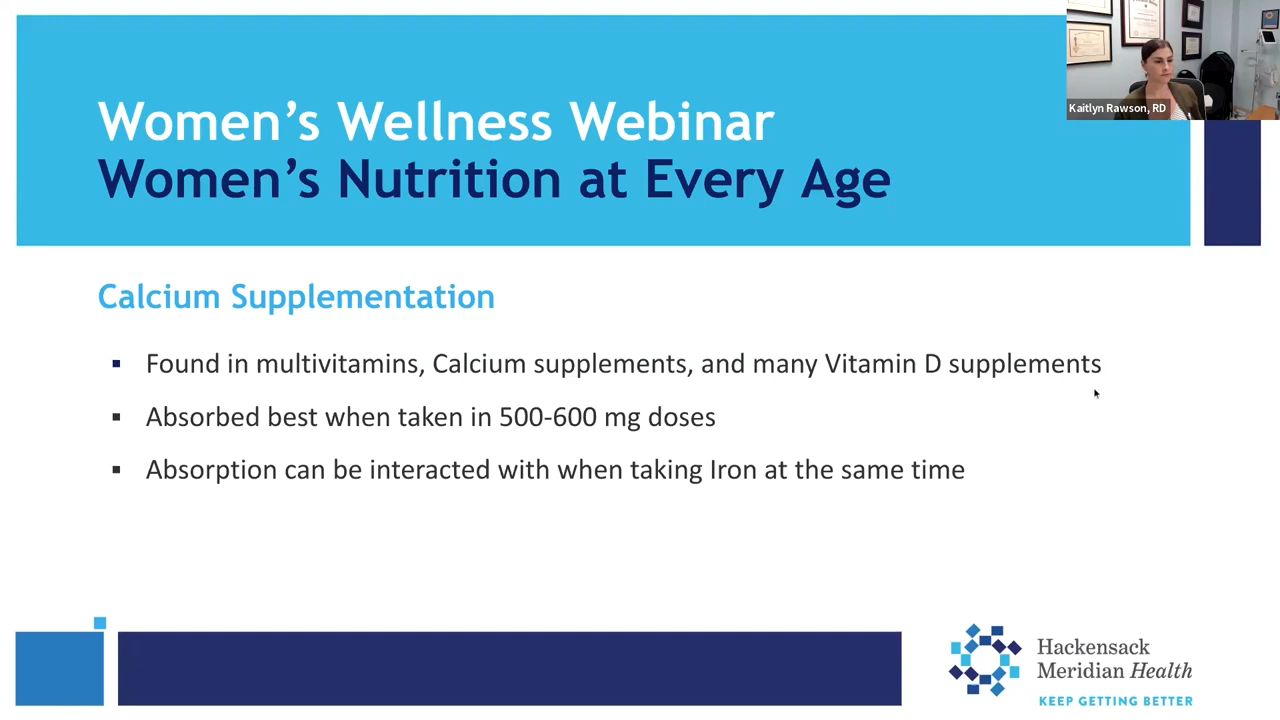 Kaitlyn Rawson, RD
Women's Wellness Webinar
Women's Nutrition at Every Age
Calcium Supplementation
▪ Found in multivitamins, Calcium supplements, and many Vitamin D supplements
▪ Absorbed best when taken in 500-600 mg doses
▪ Absorption can be interacted with when taking Iron at the same time
Hackensack
Meridian Health
KEEP GETTING BETTER